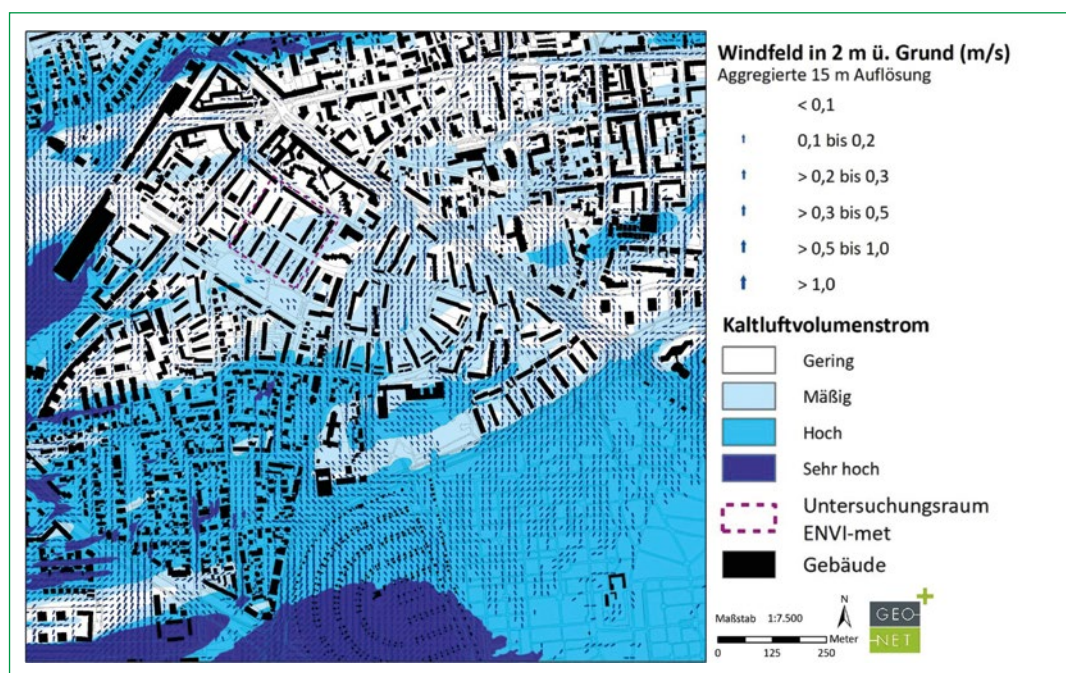 Windfeld in 2 m ü. Grund (m/s)
Aggregierte 15 m Auflösung
< 0,1
0,1 bis 0,2
> 0,2 bis 0,3
> 0,3 bis 0,5
> 0,5 bis 1,0
> 1,0
Kaltluftvolumenstrom
Gering
Mäßig
Hoch
Sehr hoch
Untersuchungsraum
ENVI-met
Gebäude
Maßstab 1:7.500
N
Meter
0 125 250
GEO
NET